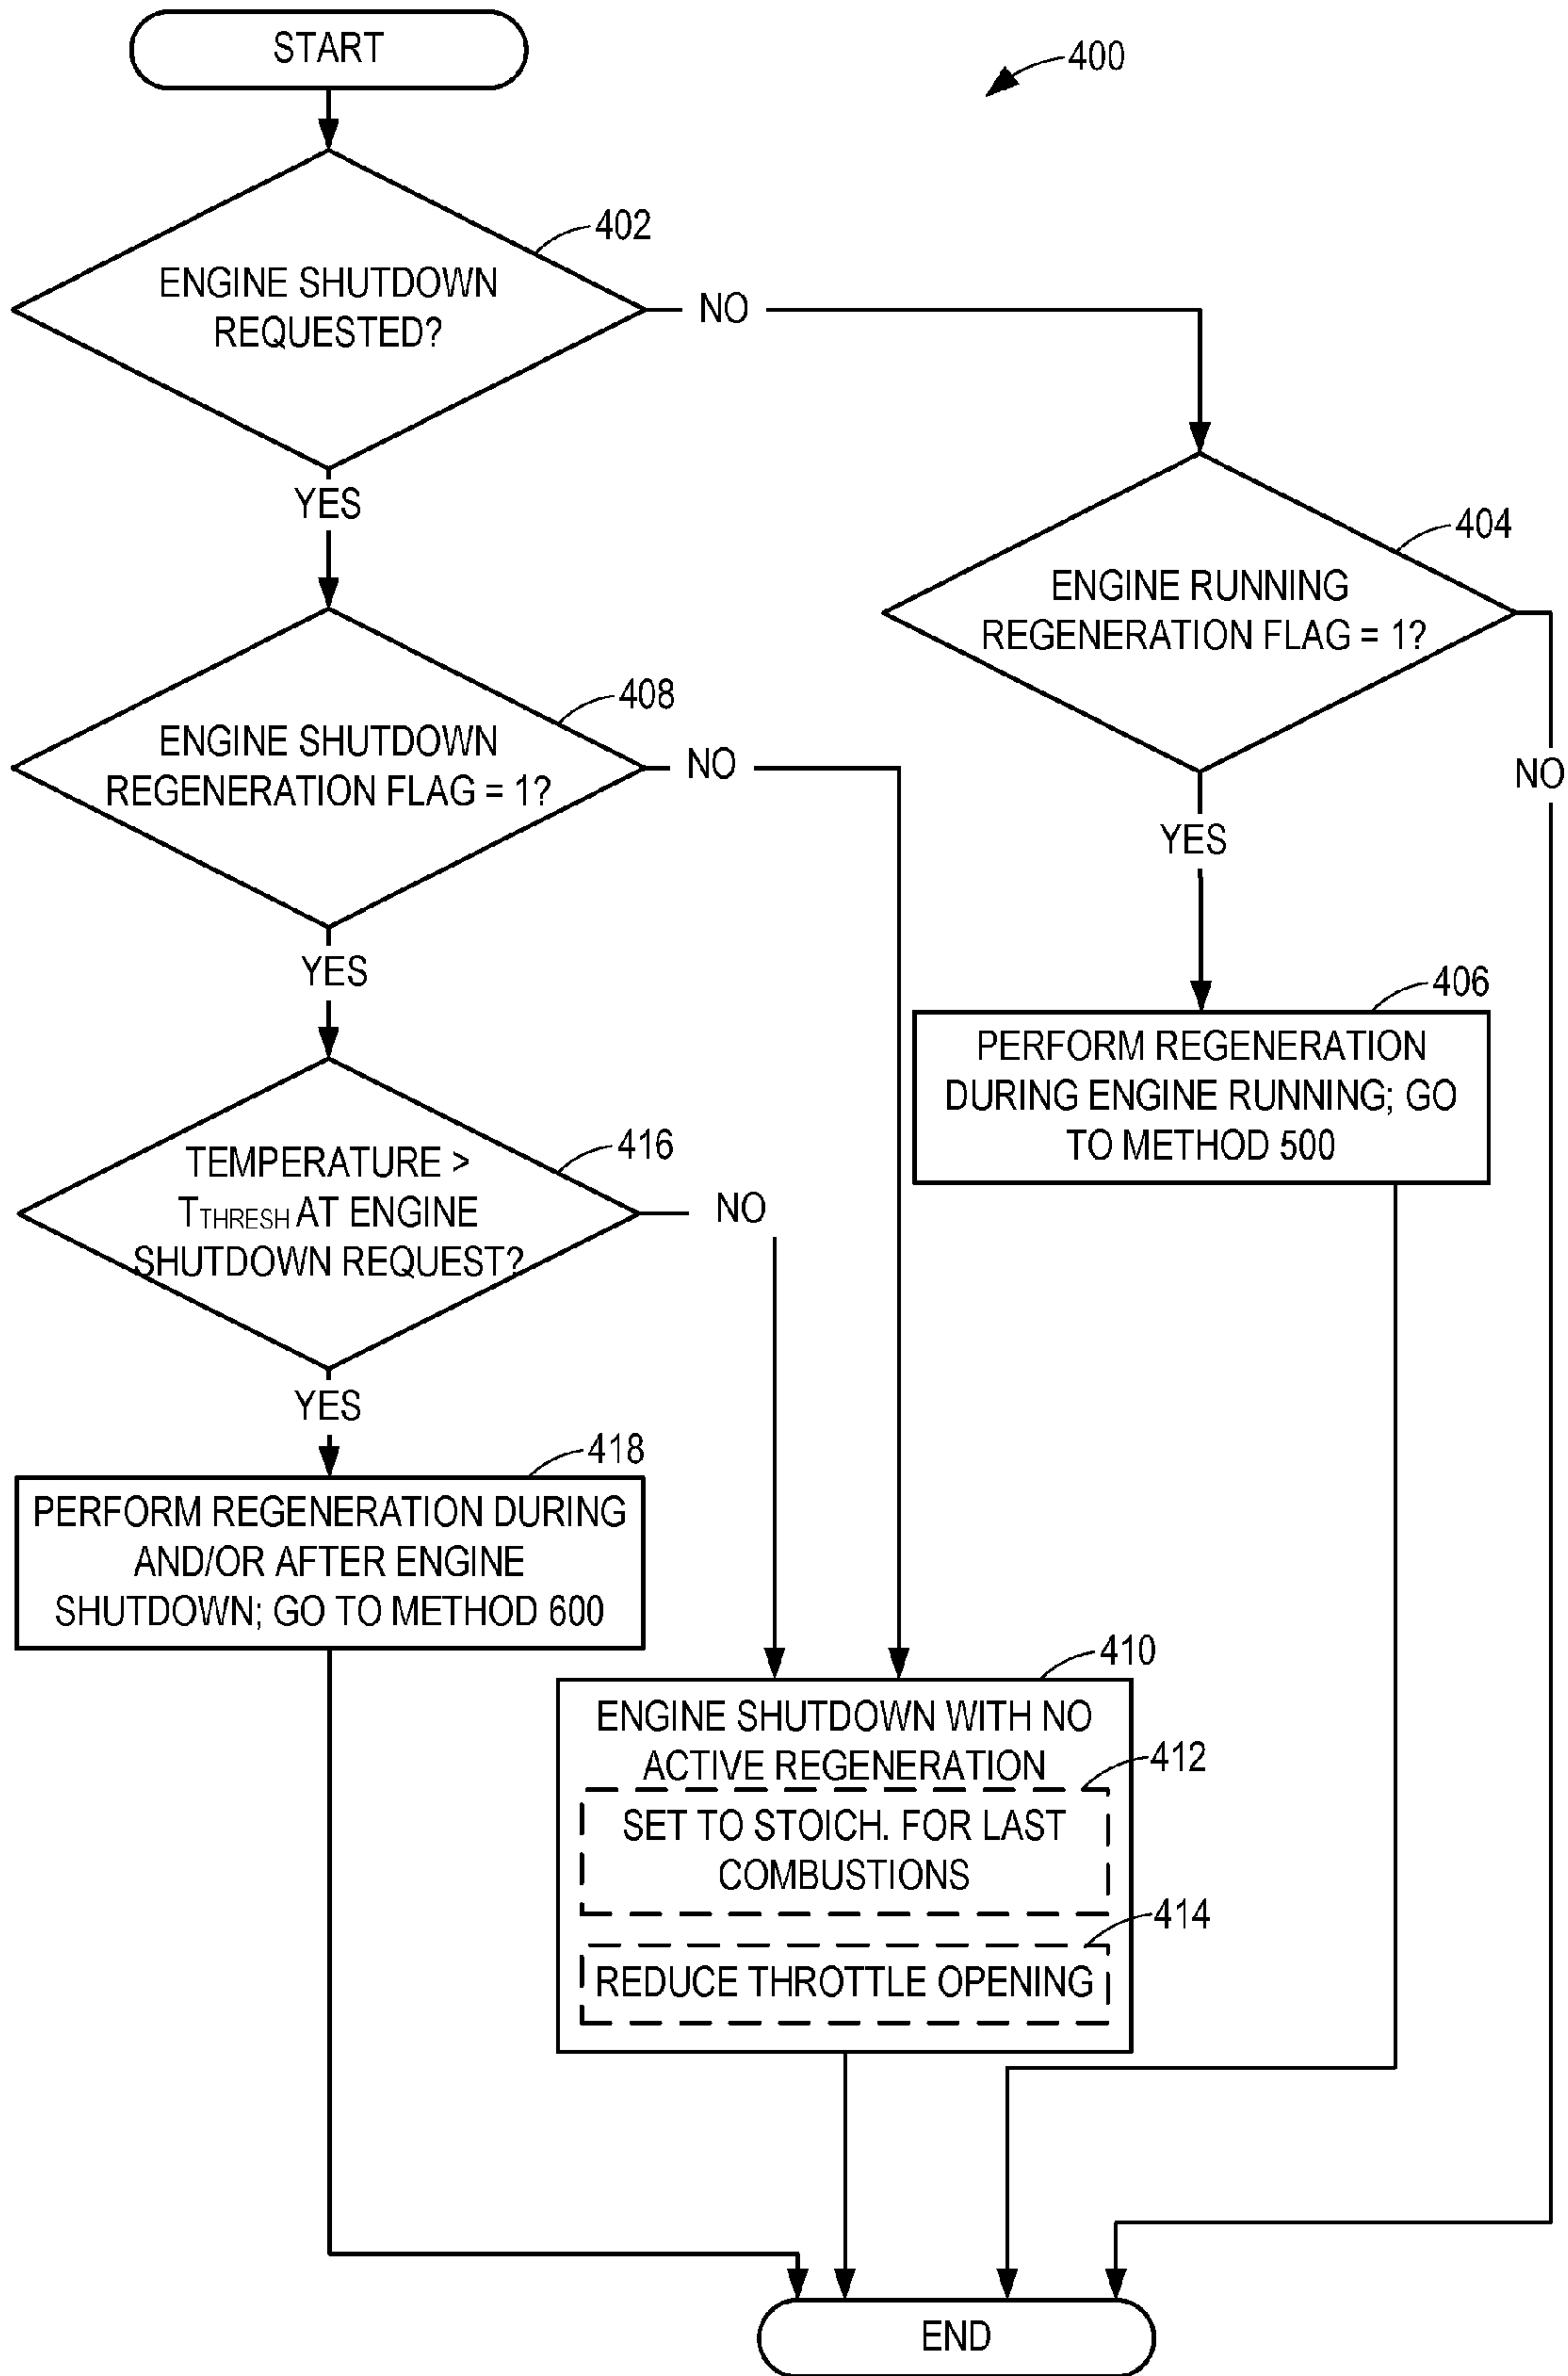 START
400
402
ENGINE SHUTDOWN
REQUESTED?
NO
YES
404
ENGINE RUNNING
REGENERATION FLAG = 1?
NO
YES
408
ENGINE SHUTDOWN
REGENERATION FLAG = 1?
NO
YES
406
PERFORM REGENERATION
DURING ENGINE RUNNING; GO
TO METHOD 500
416
TEMPERATURE >
TTHRESH AT ENGINE
SHUTDOWN REQUEST?
NO
YES
418
PERFORM REGENERATION DURING
AND/OR AFTER ENGINE
SHUTDOWN; GO TO METHOD 600
410
ENGINE SHUTDOWN WITH NO
ACTIVE REGENERATION
412
SET TO STOICH. FOR LAST
COMBUSTIONS
414
REDUCE THROTTLE OPENING
END